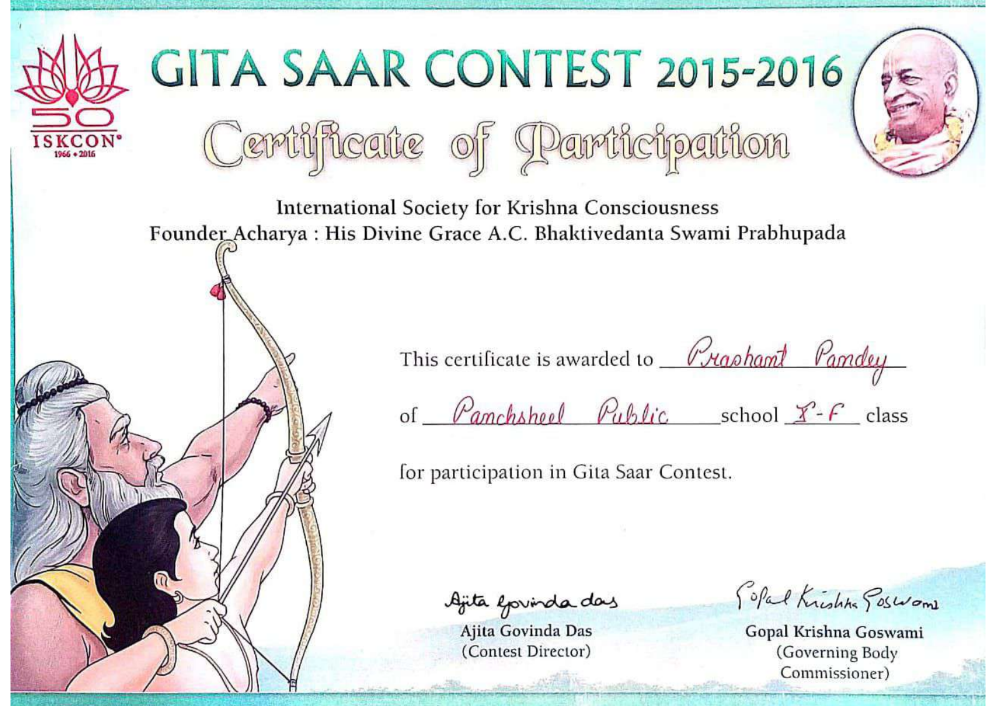 GITA SAAR CONTEST 2015-2016
50
ISKCON®
1966 • 2016
Certificate of Participation
International Society for Krishna Consciousness
Founder Acharya : His Divine Grace A.C. Bhaktivedanta Swami Prabhupada
This certificate is awarded to Prashant Pandey
of Panchsheel Public school X-F class
for participation in Gita Saar Contest.
Ajita Govinda das
Ajita Govinda Das
(Contest Director)
Gopal Krishna Goswami
Gopal Krishna Goswami
(Governing Body
Commissioner)